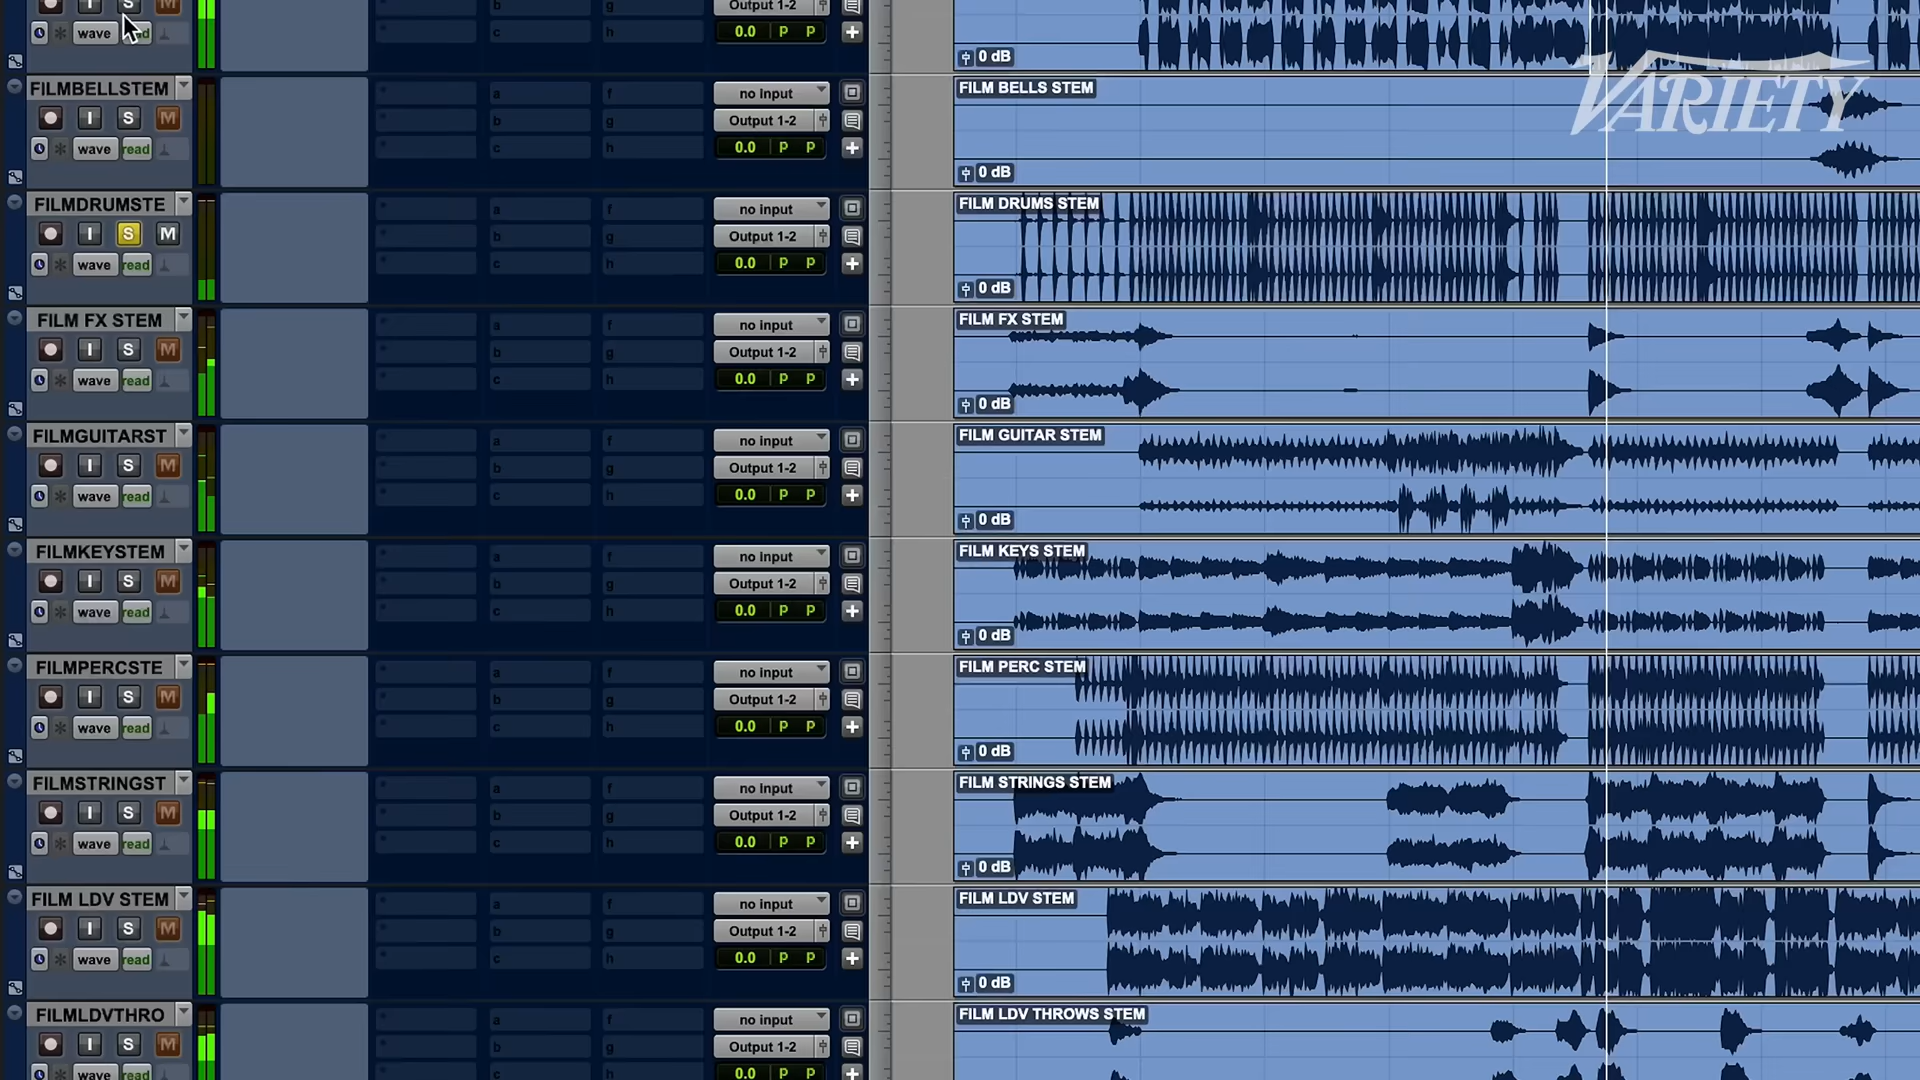 I S M b g Output 1-2
wave read c h 0.0 P P 0 dB
VARIETY
FILMBELLSTEM a f no input FILM BELLS STEM
I S M b g Output 1-2
wave read c h 0.0 P P 0 dB
FILMDRUMSTE a f no input FILM DRUMS STEM
I S M b g Output 1-2
wave read c h 0.0 P P 0 dB
FILM FX STEM a f no input FILM FX STEM
I S M b g Output 1-2
wave read c h 0.0 P P 0 dB
FILMGUITARST a f no input FILM GUITAR STEM
I S M b g Output 1-2
wave read c h 0.0 P P 0 dB
FILMKEYSTEM a f no input FILM KEYS STEM
I S M b g Output 1-2
wave read c h 0.0 P P 0 dB
FILMPERCSTE a f no input FILM PERC STEM
I S M b g Output 1-2
wave read c h 0.0 P P 0 dB
FILMSTRINGST a f no input FILM STRINGS STEM
I S M b g Output 1-2
wave read c h 0.0 P P 0 dB
FILM LDV STEM a f no input FILM LDV STEM
I S M b g Output 1-2
wave read c h 0.0 P P 0 dB
FILMLDVTHRO a f no input FILM LDV THROWS STEM
I S M b g Output 1-2
wave read c h 0.0 P P